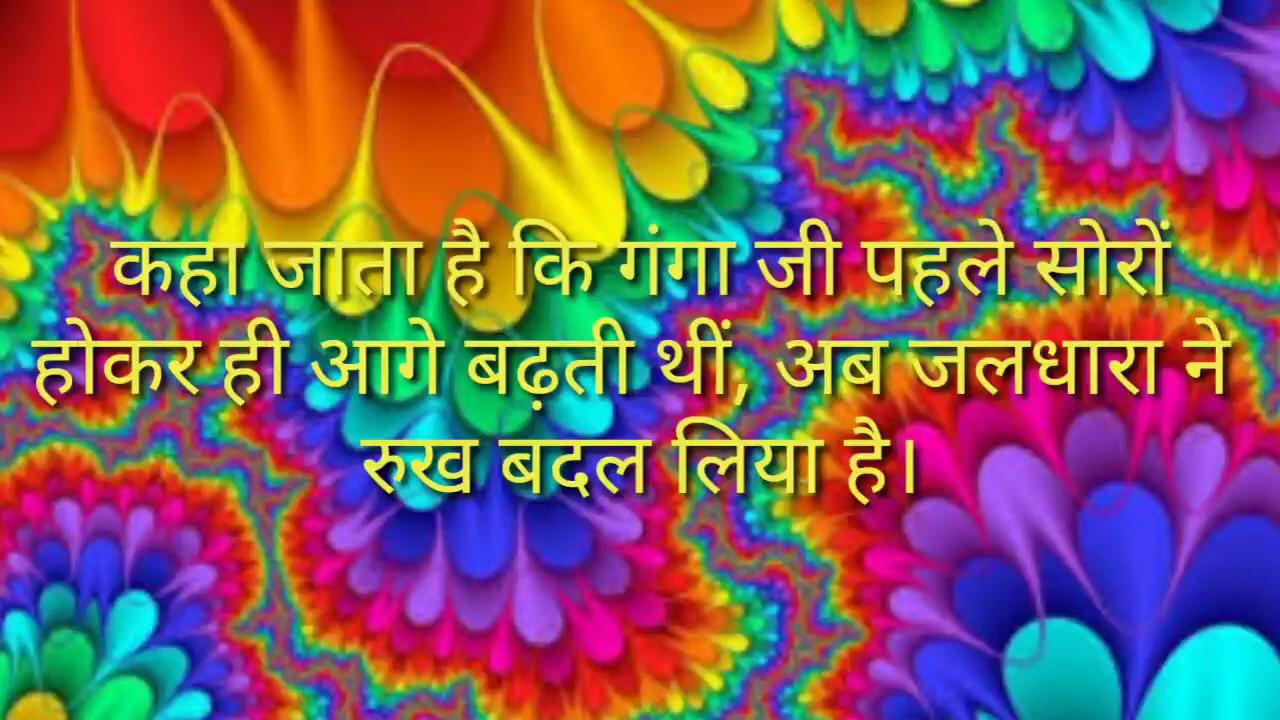 कहा जाता है कि गंगा जी पहले सोरों
होकर ही आगे बढ़ती थीं, अब जलधारा ने
रुख बदल लिया है।